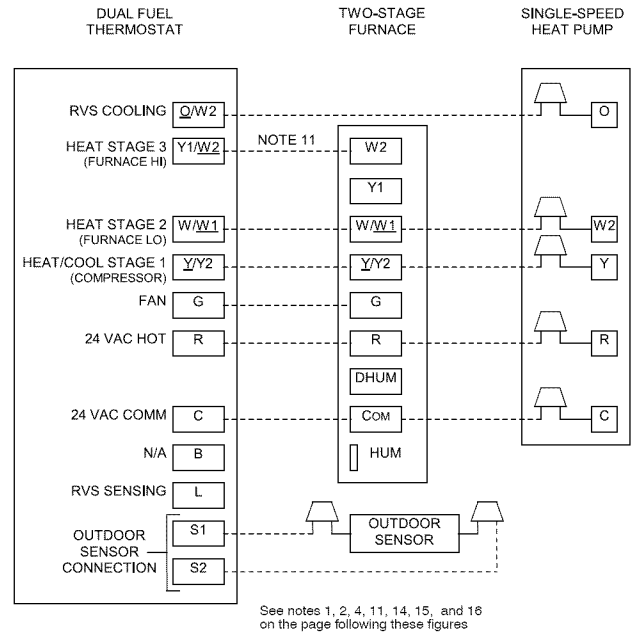 DUAL FUEL
THERMOSTAT
TWO-STAGE
FURNACE
SINGLE-SPEED
HEAT PUMP
RVS COOLING
O/W2
O
HEAT STAGE 3
(FURNACE HI)
Y1/W2
NOTE 11
W2
Y1
HEAT STAGE 2
(FURNACE LO)
W/W1
W/W1
W2
HEAT/COOL STAGE 1
(COMPRESSOR)
Y/Y2
Y/Y2
Y
FAN
G
G
24 VAC HOT
R
R
R
DHUM
24 VAC COMM
C
COM
C
N/A
B
HUM
RVS SENSING
L
OUTDOOR
SENSOR
CONNECTION
S1
S2
OUTDOOR
SENSOR
See notes 1, 2, 4, 11, 14, 15, and 16
on the page following these figures